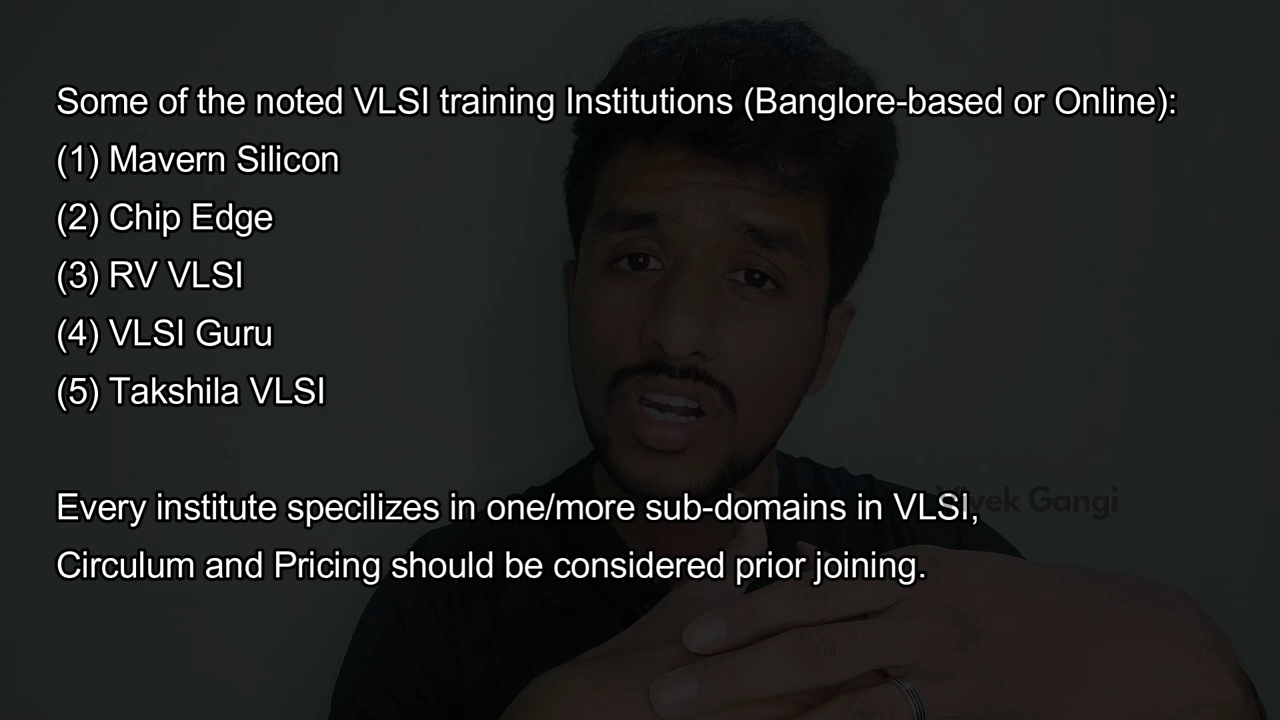 Some of the noted VLSI training Institutions (Banglore-based or Online):
(1) Mavern Silicon
(2) Chip Edge
(3) RV VLSI
(4) VLSI Guru
(5) Takshila VLSI
Every institute specilizes in one/more sub-domains in VLSI,
Vivek Gangi
Circulum and Pricing should be considered prior joining.